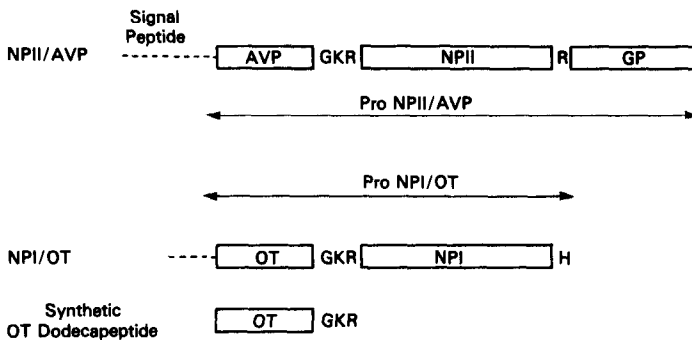 Signal
Peptide
NPII/AVP
AVP GKR NPII R GP
Pro NPII/AVP
Pro NPI/OT
NPI/OT
OT GKR NPI H
Synthetic
OT Dodecapeptide
OT GKR